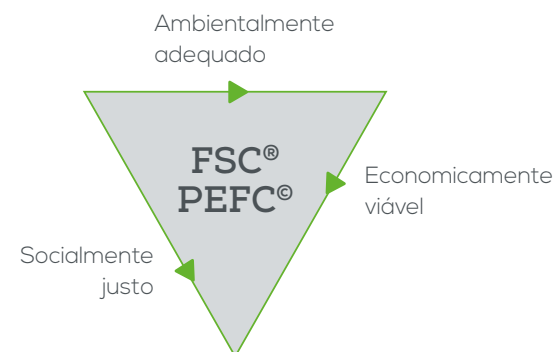 Ambientalmente
adequado
FSC®
PEFC©
Economicamente
viável
Socialmente
justo